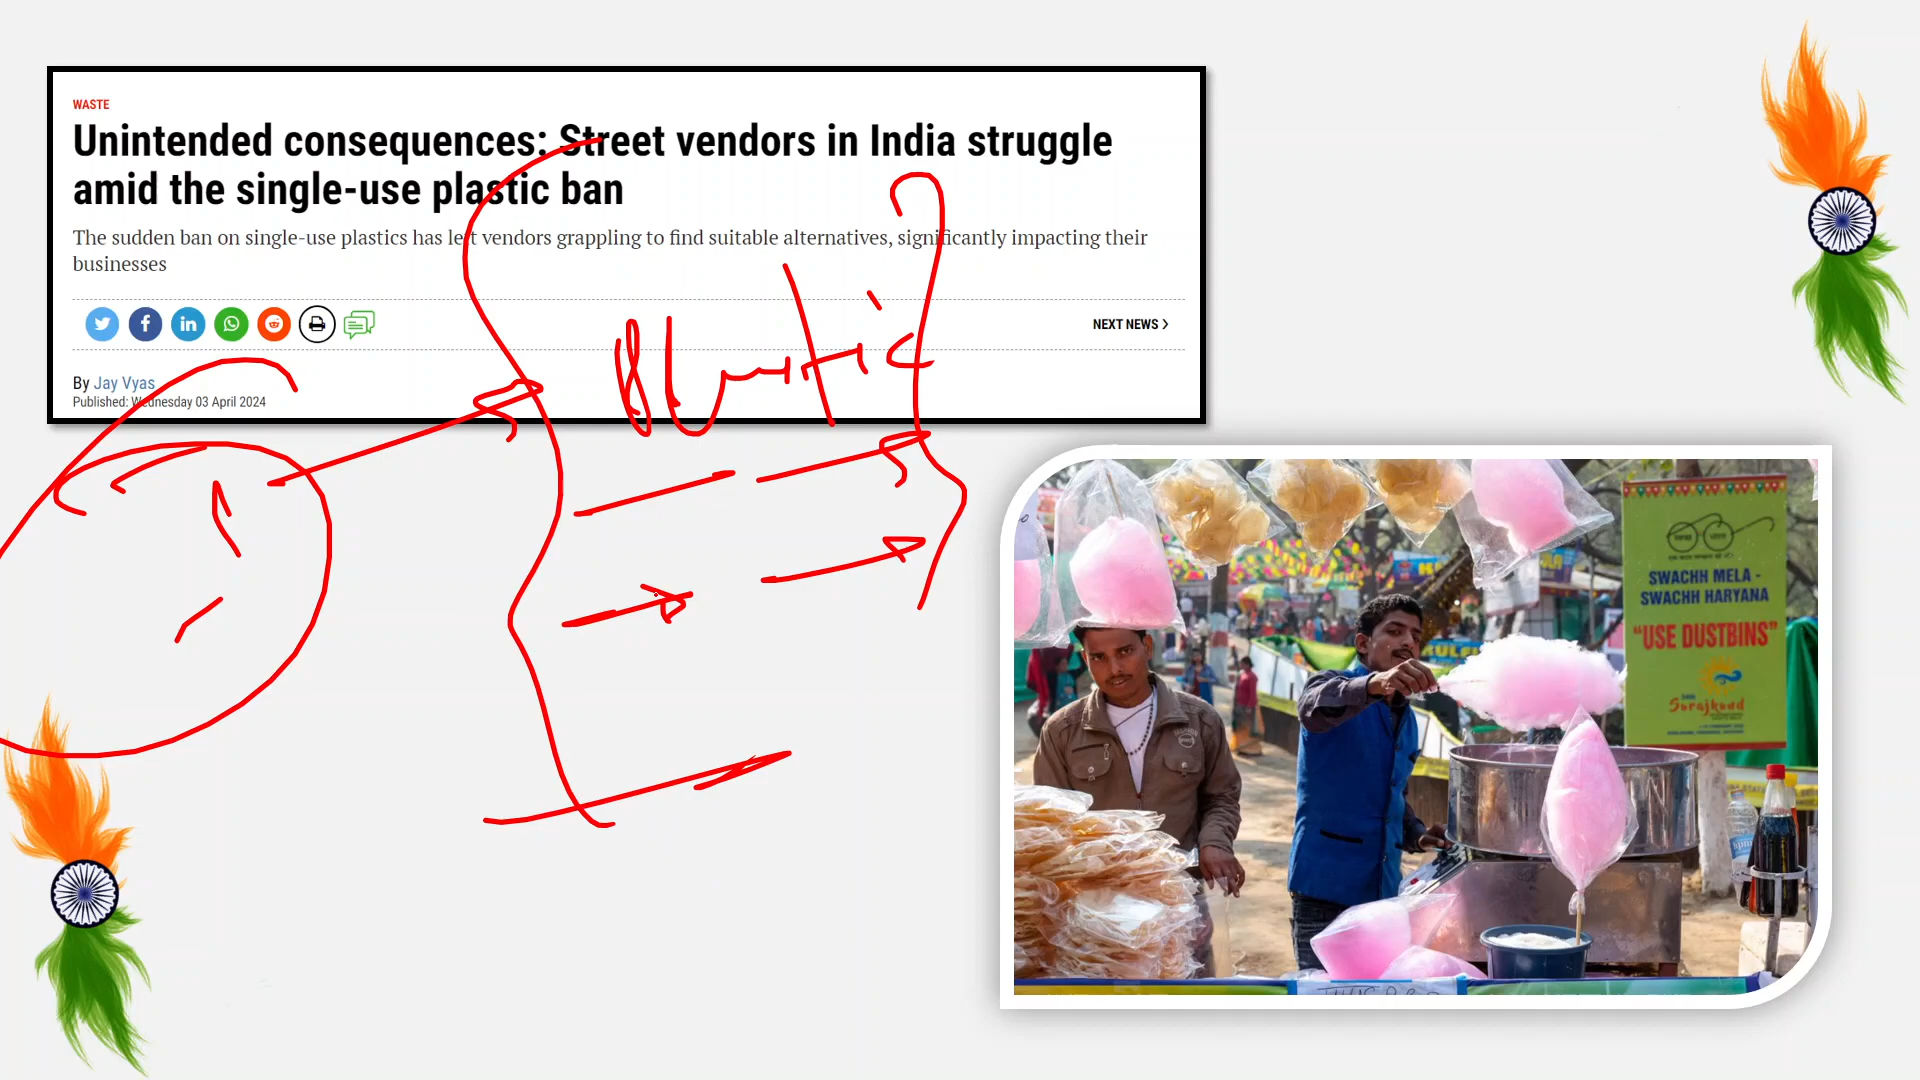 WASTE
Unintended consequences: Street vendors in India struggle
amid the single-use plastic ban
The sudden ban on single-use plastics has left vendors grappling to find suitable alternatives, significantly impacting their
businesses
NEXT NEWS
By Jay Vyas
Published: Wednesday 03 April 2024
Plastic
SWACHH MELA -
SWACHH HARYANA
"USE DUSTBINS"
Surajkund